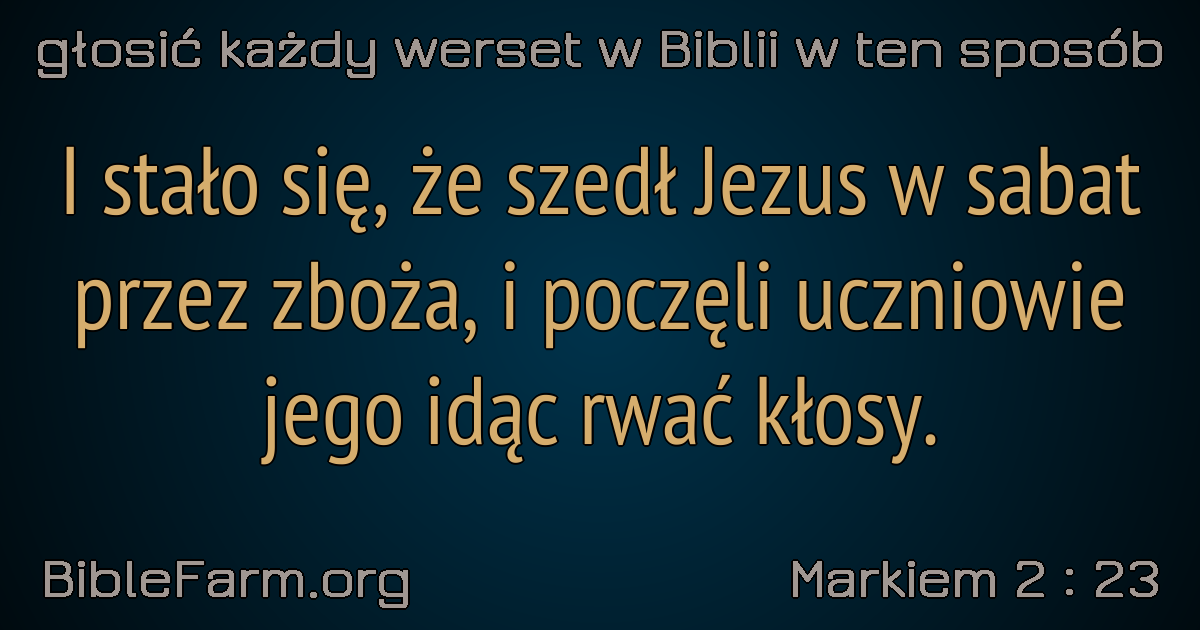 głosić każdy werset w Biblii w ten sposób
I stało się, że szedł Jezus w sabat
przez zboża, i poczęli uczniowie
jego idąc rwać kłosy.
BibleFarm.org
Markiem 2 : 23